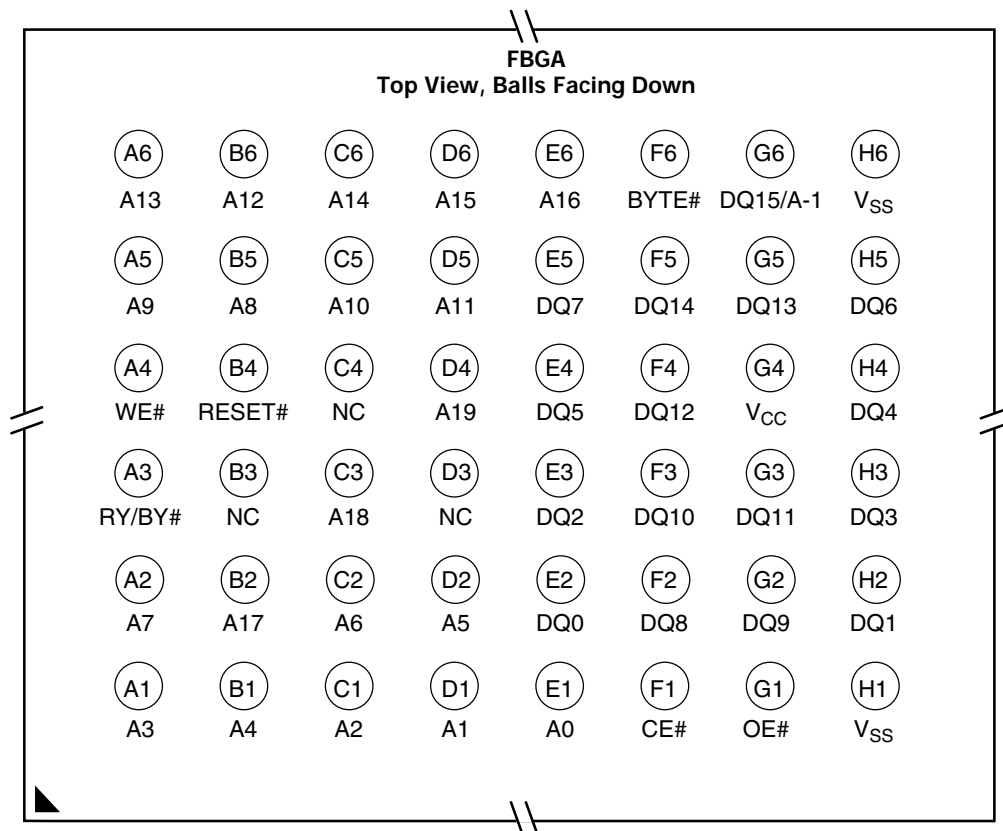 FBGA
Top View, Balls Facing Down
A6 B6 C6 D6 E6 F6 G6 H6
A13 A12 A14 A15 A16 BYTE# DQ15/A-1 VSS
A5 B5 C5 D5 E5 F5 G5 H5
A9 A8 A10 A11 DQ7 DQ14 DQ13 DQ6
A4 B4 C4 D4 E4 F4 G4 H4
WE# RESET# NC A19 DQ5 DQ12 VCC DQ4
A3 B3 C3 D3 E3 F3 G3 H3
RY/BY# NC A18 NC DQ2 DQ10 DQ11 DQ3
A2 B2 C2 D2 E2 F2 G2 H2
A7 A17 A6 A5 DQ0 DQ8 DQ9 DQ1
A1 B1 C1 D1 E1 F1 G1 H1
A3 A4 A2 A1 A0 CE# OE# VSS